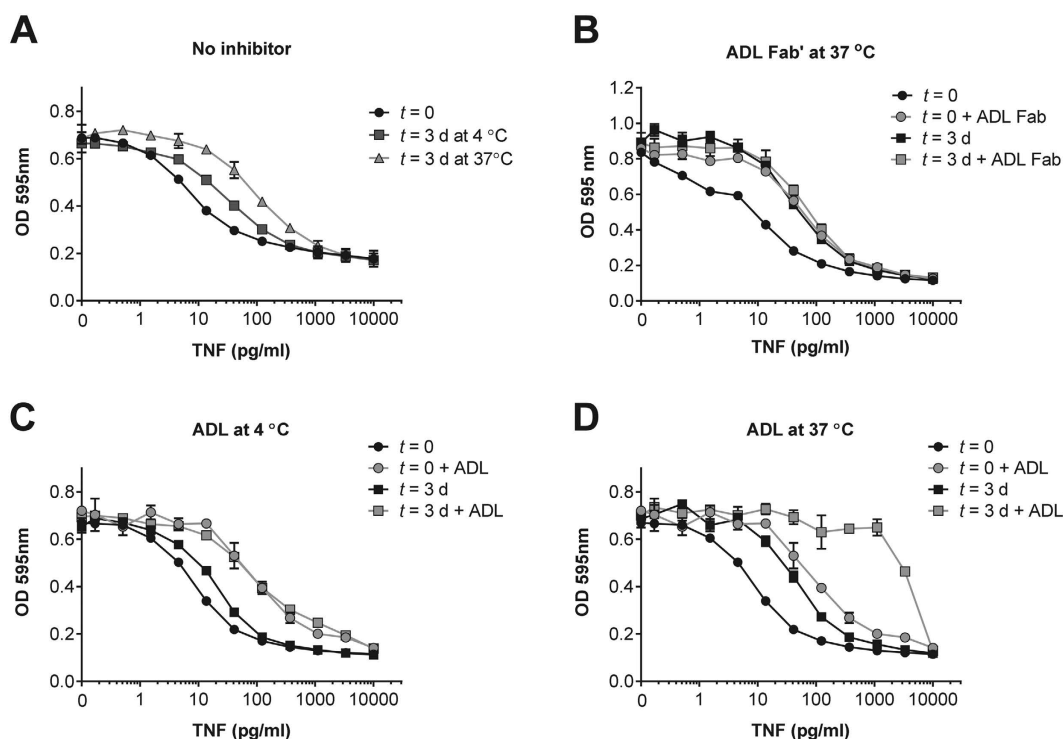 A
No inhibitor
t = 0
t = 3 d at 4 °C
t = 3 d at 37°C
0.8
0.6
0.4
0.2
0.0
OD 595nm
0 1 10 100 1000 10000
TNF (pg/ml)
B
ADL Fab' at 37 °C
t = 0
t = 0 + ADL Fab
t = 3 d
t = 3 d + ADL Fab
1.2
1.0
0.8
0.6
0.4
0.2
0.0
OD 595 nm
0 1 10 100 1000 10000
TNF (pg/ml)
C
ADL at 4 °C
t = 0
t = 0 + ADL
t = 3 d
t = 3 d + ADL
0.8
0.6
0.4
0.2
0.0
OD 595nm
0 1 10 100 1000 10000
TNF (pg/ml)
D
ADL at 37 °C
t = 0
t = 0 + ADL
t = 3 d
t = 3 d + ADL
0.8
0.6
0.4
0.2
0.0
OD 595nm
0 1 10 100 1000 10000
TNF (pg/ml)